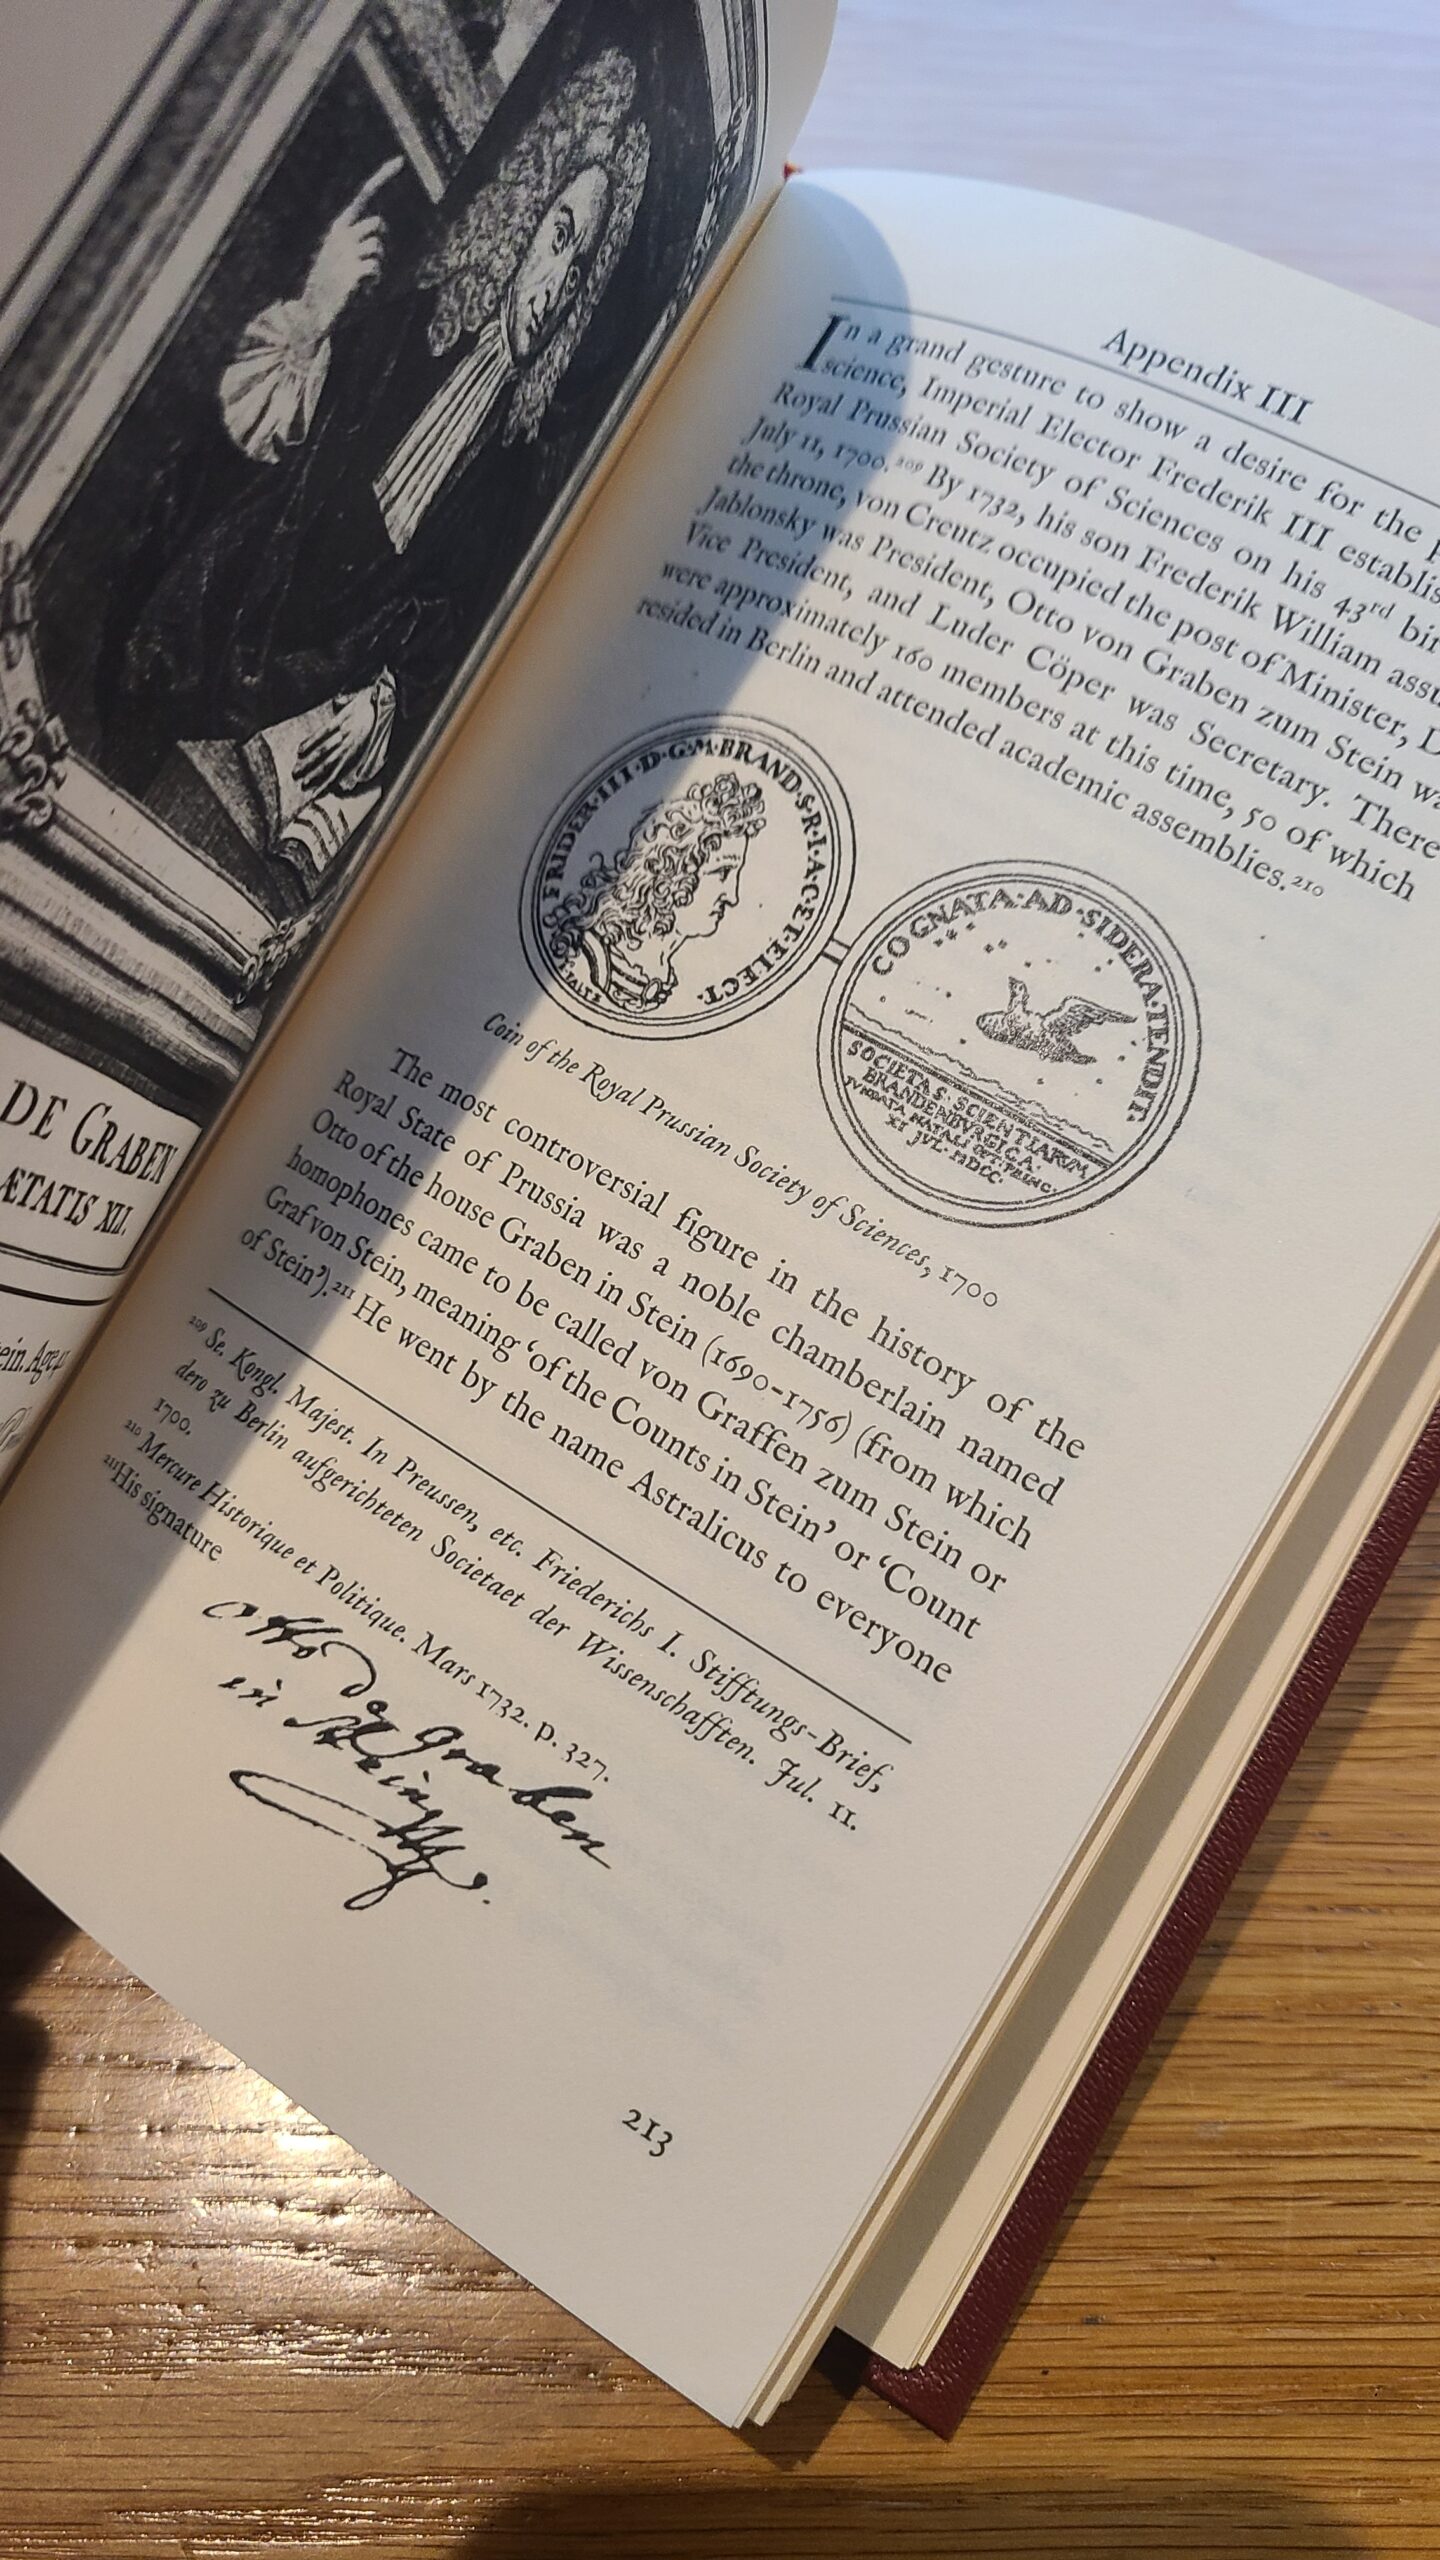 DE GRABEN
ÆTATIS XLI.
Appendix III
In a grand gesture to show a desire for the
science, Imperial Elector Frederik III
Royal Prussian Society of Sciences on his 43rd
July 11, 1700.209 By 1732, his son Frederik William
the throne, von Creutz occupied the post of Minister,
Jablonsky was President, Otto von Graben zum Stein
Vice President, and Luder Cöper was Secretary. There
were approximately 160 members at this time, 50 of which
resided in Berlin and attended academic assemblies.210
FRIDER·III·D·G·M·BRAND·S·R·I·A·C·ET·ELECT.
COGNATA·AD·SIDERA·TENDIT.
SOCIETAS·SCIENTIARUM
BRANDENBURGICA·
XI JVL·MDCC·
Coin of the Royal Prussian Society of Sciences, 1700
The most controversial figure in the history of the
Royal State of Prussia was a noble chamberlain named
Otto of the house Graben in Stein (1690-1756) (from which
homophones came to be called von Graffen zum Stein or
Graf von Stein, meaning ‘of the Counts in Stein’ or ‘Count
of Stein’).211 He went by the name Astralicus to everyone
209 Se. Kongl. Majest. In Preussen, etc. Friederichs I. Stifftungs-Brief,
dero zu Berlin aufgerichteten Societaet der Wissenschafften. Jul. 11.
1700.
210 Mercure Historique et Politique. Mars 1732. p. 327.
211 His signature
Otto de Graben
in Stein
213